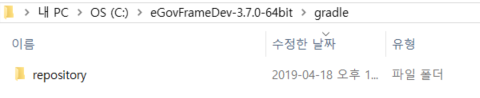 내 PC > OS (C:) > eGovFrameDev-3.7.0-64bit > gradle
이름 수정한 날짜 유형
repository 2019-04-18 오후 1... 파일 폴더